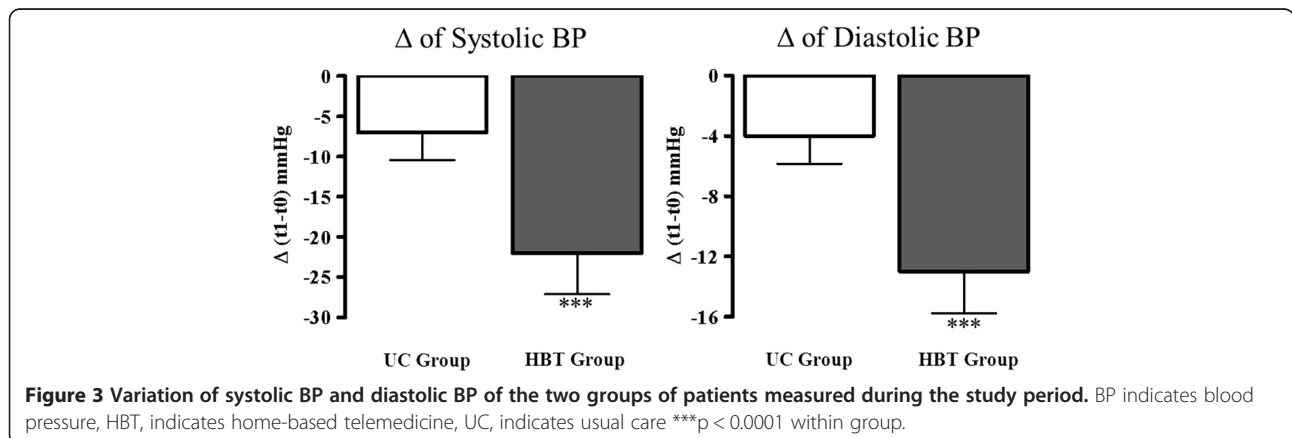 Δ of Systolic BP
0
-5
-10
-15
-20
-25
-30
Δ (t1-t0) mmHg
***
UC Group
HBT Group
Δ of Diastolic BP
0
-4
-8
-12
-16
Δ (t1-t0) mmHg
***
UC Group
HBT Group
Figure 3 Variation of systolic BP and diastolic BP of the two groups of patients measured during the study period. BP indicates blood
pressure, HBT, indicates home-based telemedicine, UC, indicates usual care ***p < 0.0001 within group.